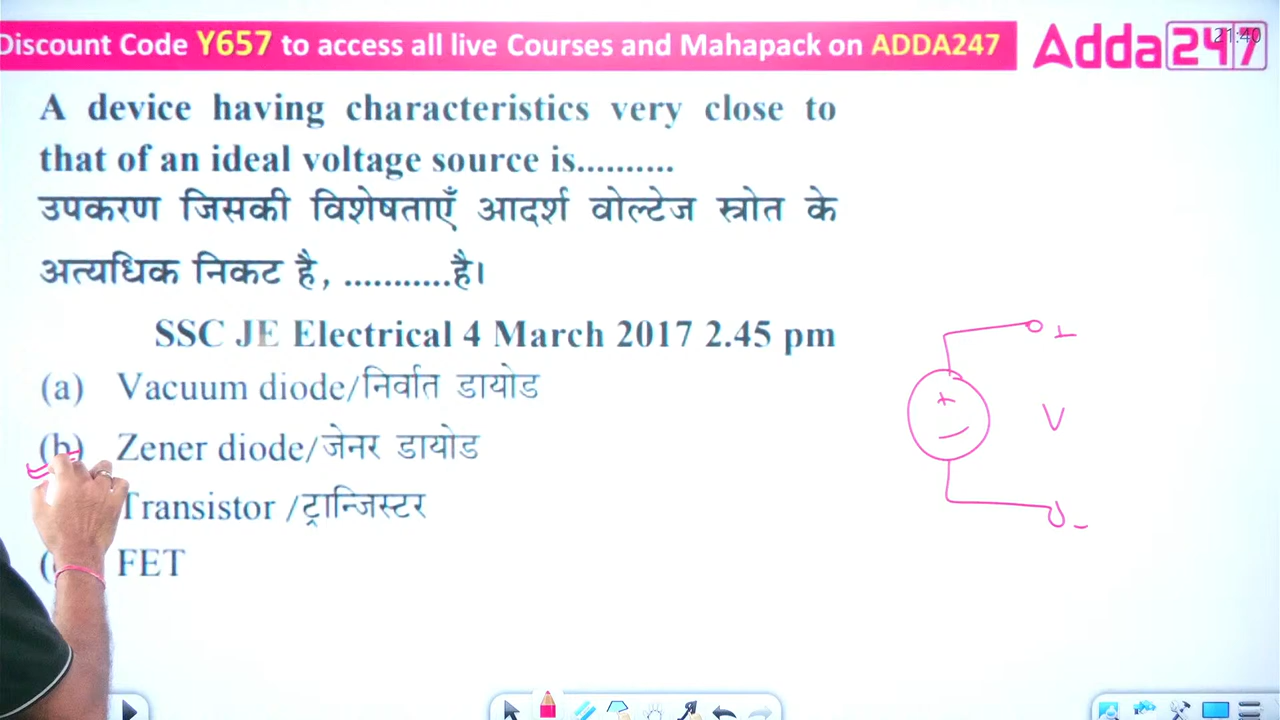 Discount Code Y657 to access all live Courses and Mahapack on ADDA247
Adda247
21:40
A device having characteristics very close to
that of an ideal voltage source is..........
उपकरण जिसकी विशेषताएँ आदर्श वोल्टेज स्त्रोत के
अत्यधिक निकट है, ...........है।
SSC JE Electrical 4 March 2017 2.45 pm
(a) Vacuum diode/निर्वात डायोड
(b) Zener diode/जेनर डायोड
Transistor /ट्रान्जिस्टर
FET
+
V
-